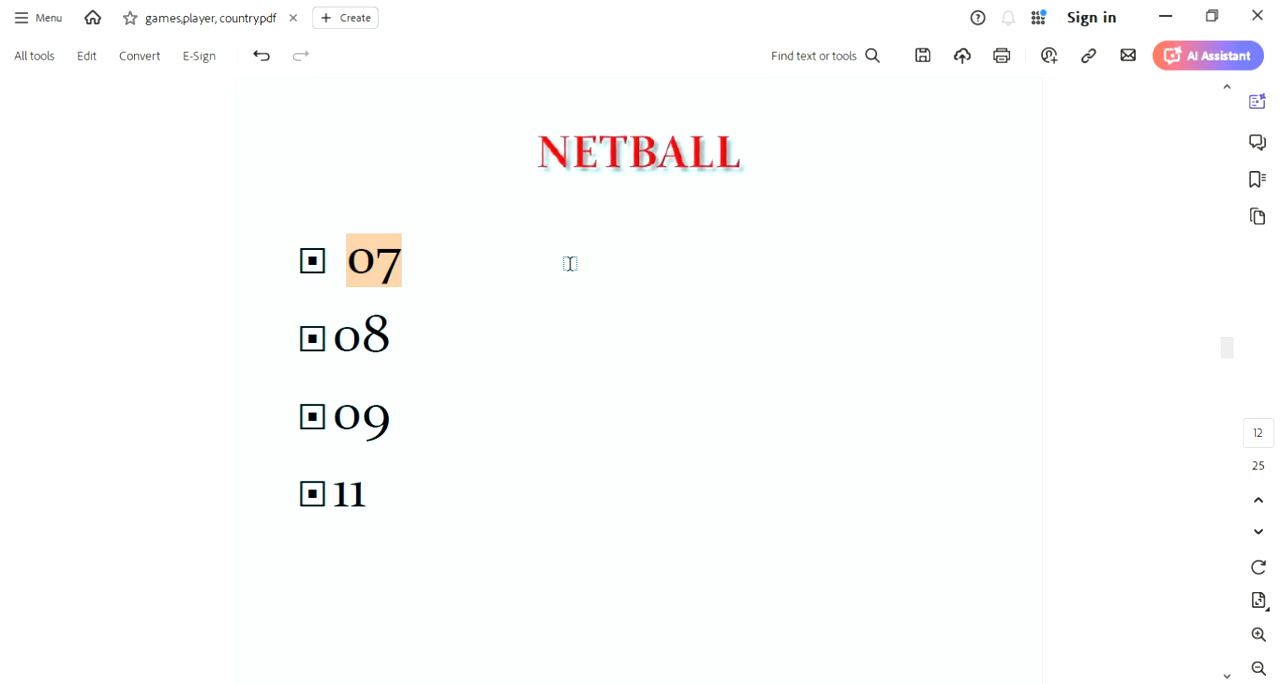 Menu
games,player, country.pdf
Create
Sign in
All tools
Edit
Convert
E-Sign
Find text or tools
AI Assistant
NETBALL
07
08
09
11
12
25